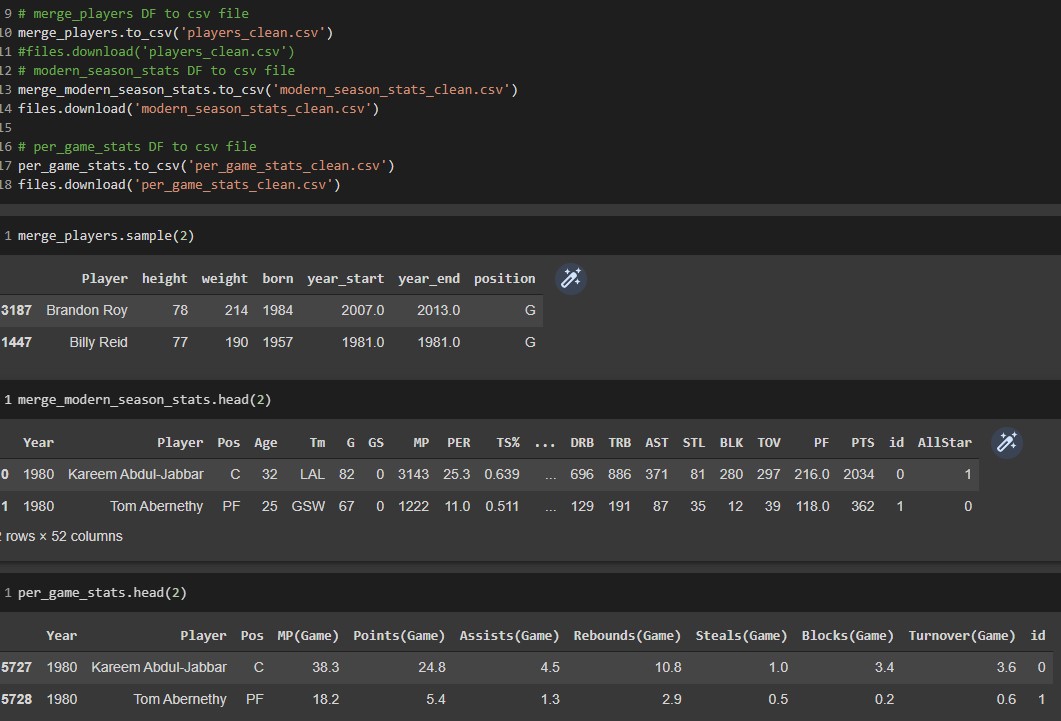 9 # merge_players DF to csv file
10 merge_players.to_csv('players_clean.csv')
11 #files.download('players_clean.csv')
12 # modern_season_stats DF to csv file
13 merge_modern_season_stats.to_csv('modern_season_stats_clean.csv')
14 files.download('modern_season_stats_clean.csv')
15
16 # per_game_stats DF to csv file
17 per_game_stats.to_csv('per_game_stats_clean.csv')
18 files.download('per_game_stats_clean.csv')
1 merge_players.sample(2)
Player height weight born year_start year_end position
3187 Brandon Roy 78 214 1984 2007.0 2013.0 G
1447 Billy Reid 77 190 1957 1981.0 1981.0 G
1 merge_modern_season_stats.head(2)
Year Player Pos Age Tm G GS MP PER TS% ... DRB TRB AST STL BLK TOV PF PTS id AllStar
0 1980 Kareem Abdul-Jabbar C 32 LAL 82 0 3143 25.3 0.639 ... 696 886 371 81 280 297 216.0 2034 0 1
1 1980 Tom Abernethy PF 25 GSW 67 0 1222 11.0 0.511 ... 129 191 87 35 12 39 118.0 362 1 0
2 rows × 52 columns
1 per_game_stats.head(2)
Year Player Pos MP(Game) Points(Game) Assists(Game) Rebounds(Game) Steals(Game) Blocks(Game) Turnover(Game) id
5727 1980 Kareem Abdul-Jabbar C 38.3 24.8 4.5 10.8 1.0 3.4 3.6 0
5728 1980 Tom Abernethy PF 18.2 5.4 1.3 2.9 0.5 0.2 0.6 1